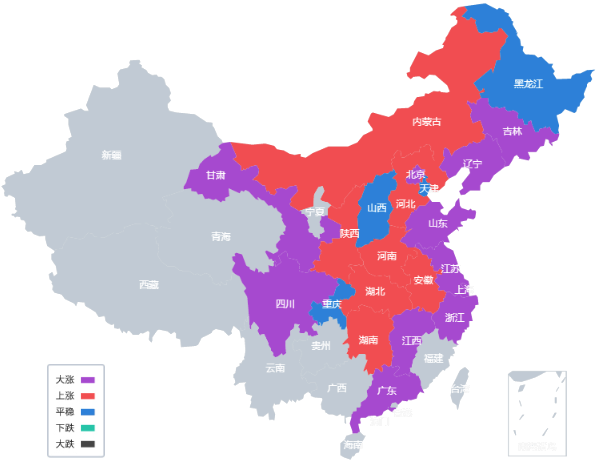 黑龙江
内蒙古
吉林
新疆
辽宁
甘肃
北京
天津
河北
山西
宁夏
山东
青海
陕西
河南
江苏
安徽
西藏
上海
湖北
四川
重庆
浙江
湖南
江西
贵州
福建
云南
广西
广东
台湾
海南
大涨
上涨
平稳
下跌
大跌